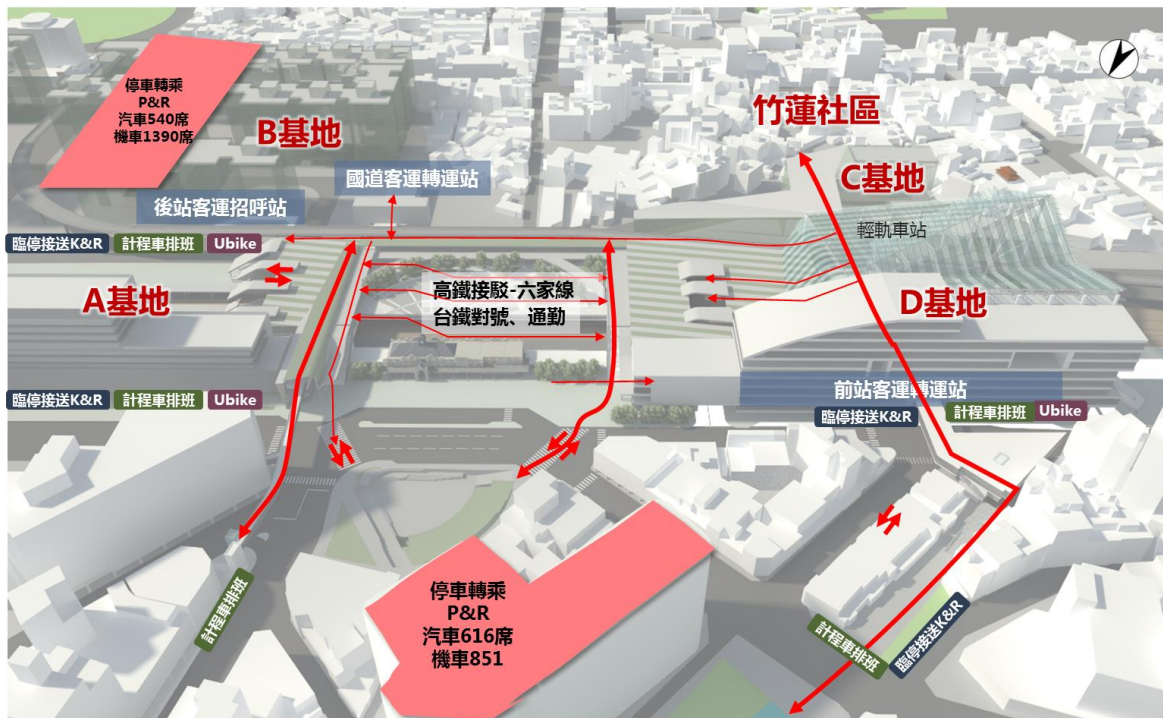 停車轉乘
P&R
汽車540席
機車1390席
B基地
竹蓮社區
C基地
國道客運轉運站
後站客運招呼站
輕軌車站
臨停接送K&R 計程車排班 Ubike
A基地
高鐵接駁-六家線
台鐵對號、通勤
D基地
前站客運轉運站
臨停接送K&R 計程車排班 Ubike
臨停接送K&R 計程車排班 Ubike
停車轉乘
P&R
汽車616席
機車851
計程車排班
計程車排班
臨停接送K&R